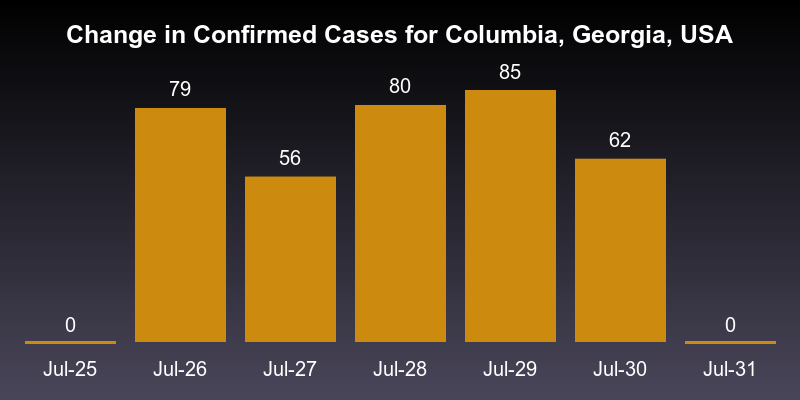 Change in Confirmed Cases for Columbia, Georgia, USA
0 79 56 80 85 62 0
Jul-25 Jul-26 Jul-27 Jul-28 Jul-29 Jul-30 Jul-31